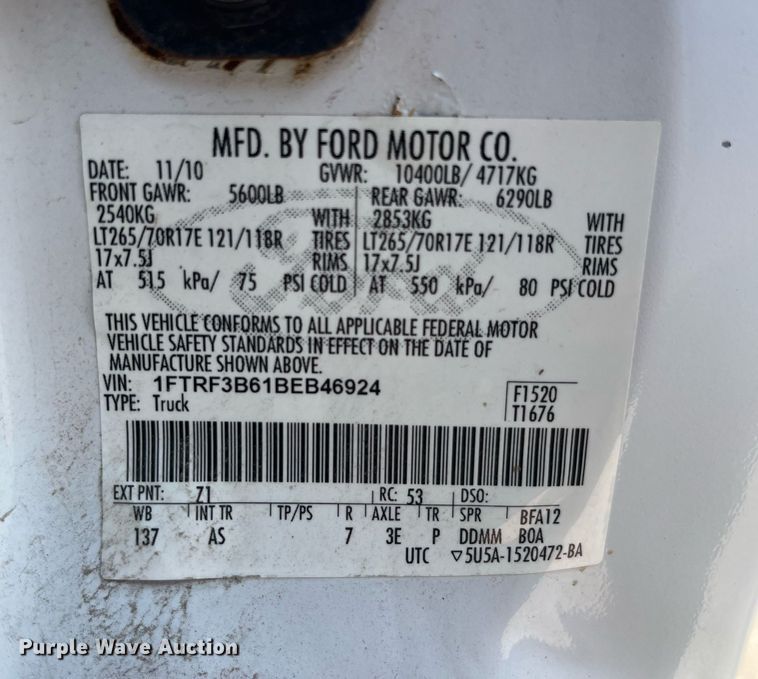 MFD. BY FORD MOTOR CO.
DATE: 11/10 GVWR: 10400LB/ 4717KG
FRONT GAWR: 5600LB REAR GAWR: 6290LB
2540KG WITH 2853KG WITH
LT265/70R17E 121/118R TIRES LT265/70R17E 121/118R TIRES
17x7.5J RIMS 17x7.5J RIMS
AT 515 kPa/ 75 PSI COLD AT 550 kPa/ 80 PSI COLD
Ford
THIS VEHICLE CONFORMS TO ALL APPLICABLE FEDERAL MOTOR
VEHICLE SAFETY STANDARDS IN EFFECT ON THE DATE OF
MANUFACTURE SHOWN ABOVE.
VIN: 1FTRF3B61BEB46924 F1520
TYPE: Truck T1676
EXT PNT: Z1 RC: 53 DSO:
WB INT TR TP/PS R AXLE TR SPR BFA12
137 AS 7 3E P DDMM BOA
UTC ▽5U5A-1520472-BA
Purple Wave Auction